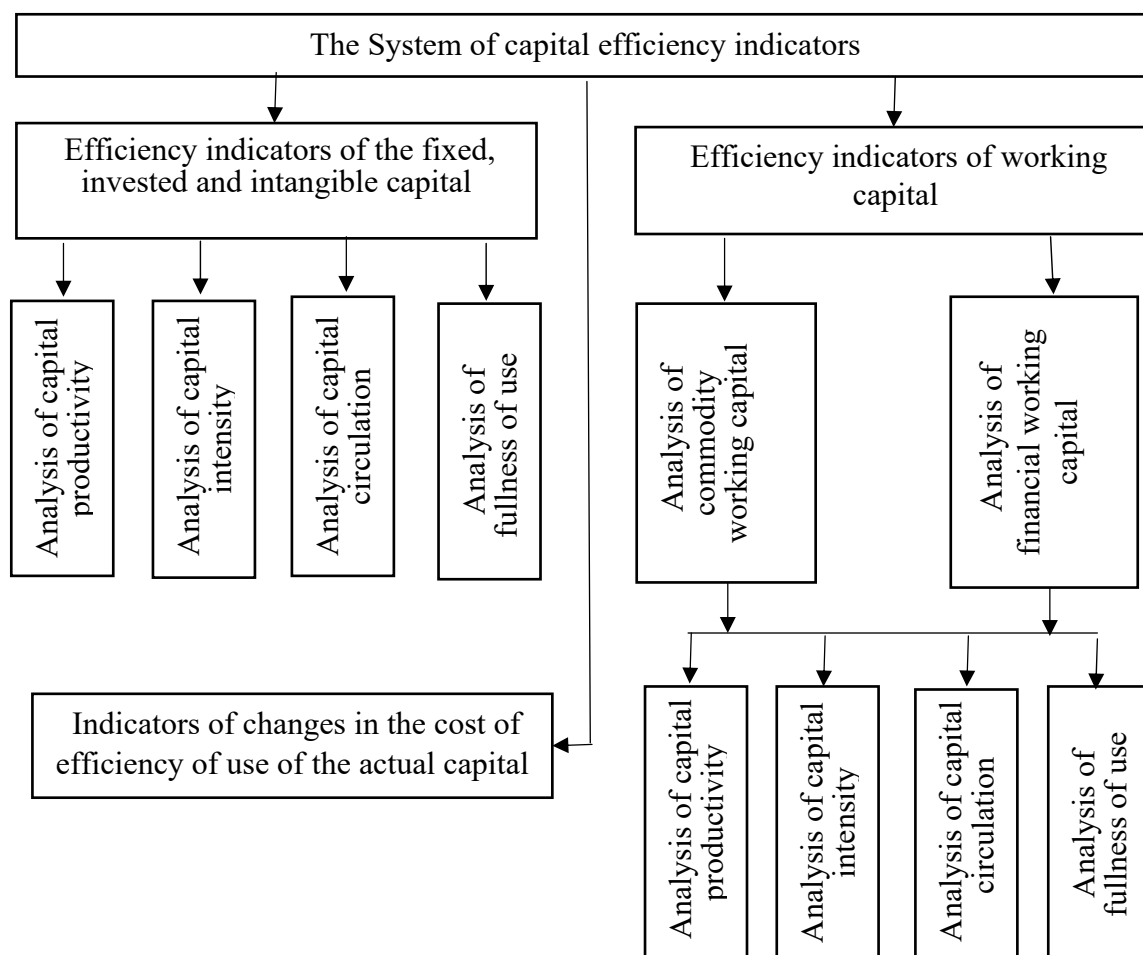 The System of capital efficiency indicators
Efficiency indicators of the fixed,
invested and intangible capital
Efficiency indicators of working
capital
Analysis of capital
productivity
Analysis of capital
intensity
Analysis of capital
circulation
Analysis of
fullness of use
Analysis of
commodity
working capital
Analysis of
financial working
capital
Indicators of changes in the cost of
efficiency of use of the actual capital
Analysis of capital
productivity
Analysis of capital
intensity
Analysis of capital
circulation
Analysis of
fullness of use